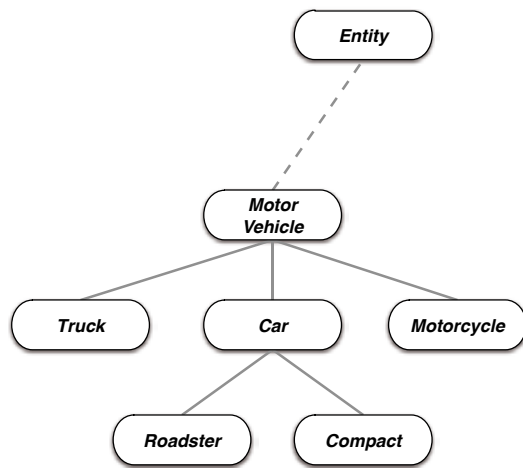 Entity
Motor
Vehicle
Truck
Car
Motorcycle
Roadster
Compact